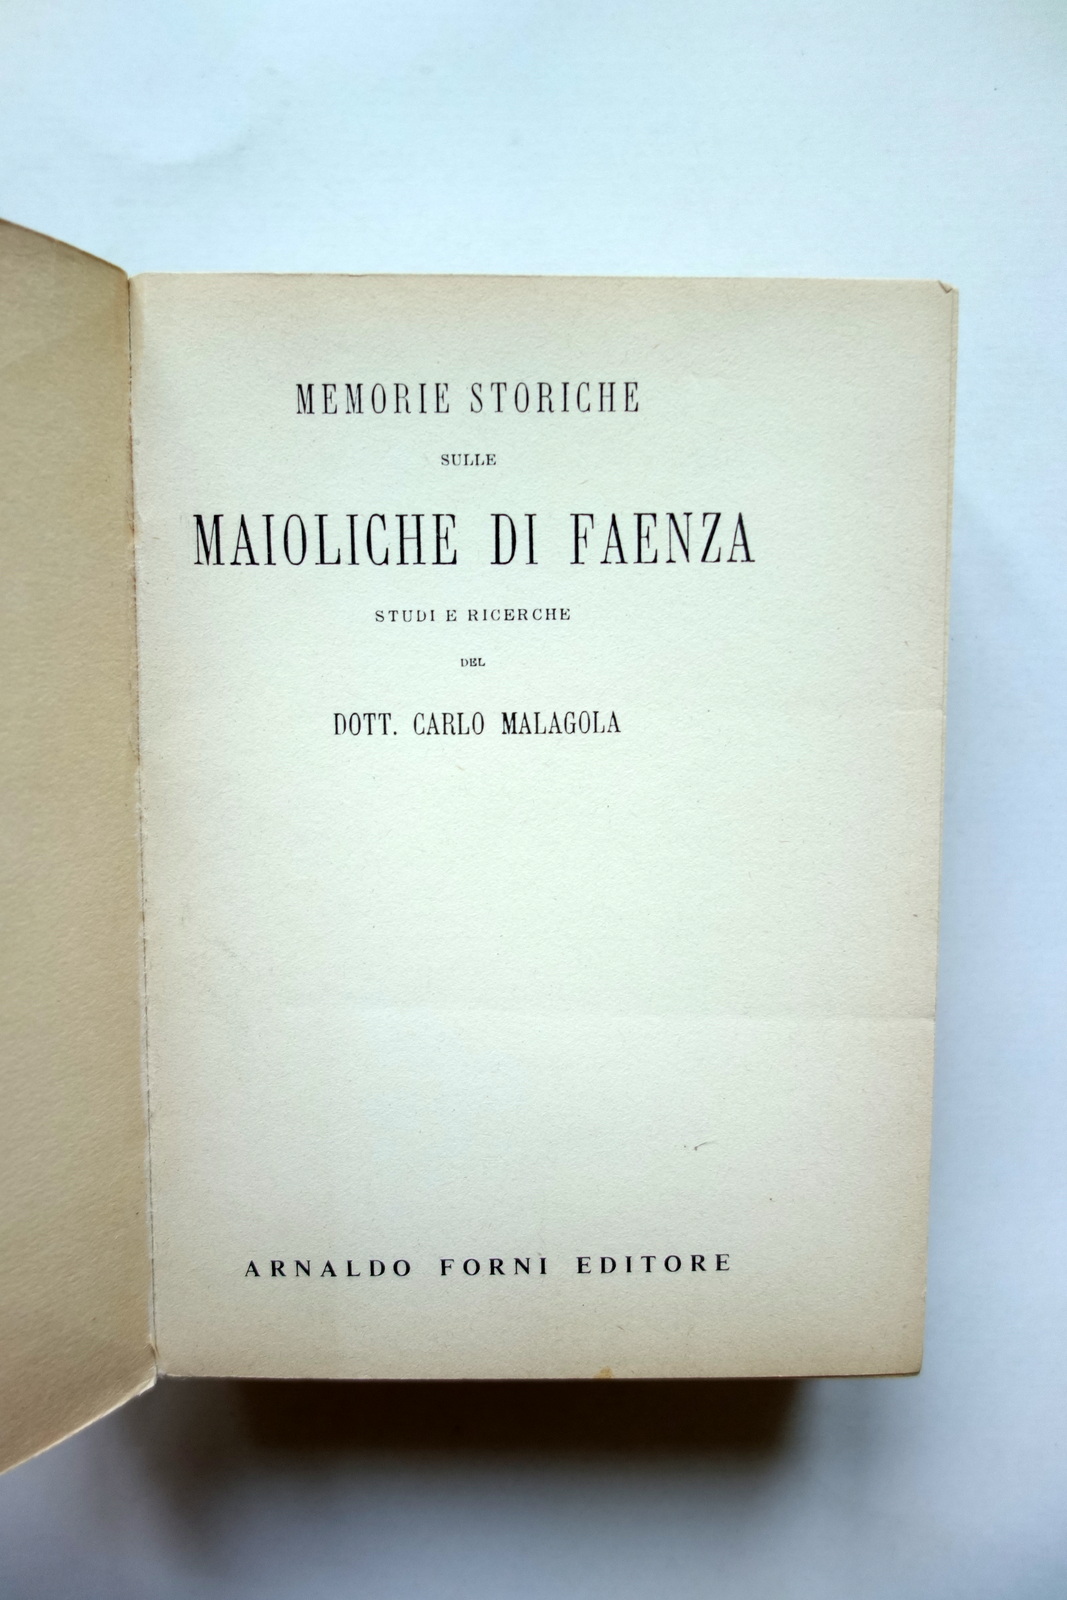 MEMORIE STORICHE
SULLE
MAIOLICHE DI FAENZA
STUDI E RICERCHE
DEL
DOTT. CARLO MALAGOLA
ARNALDO FORNI EDITORE